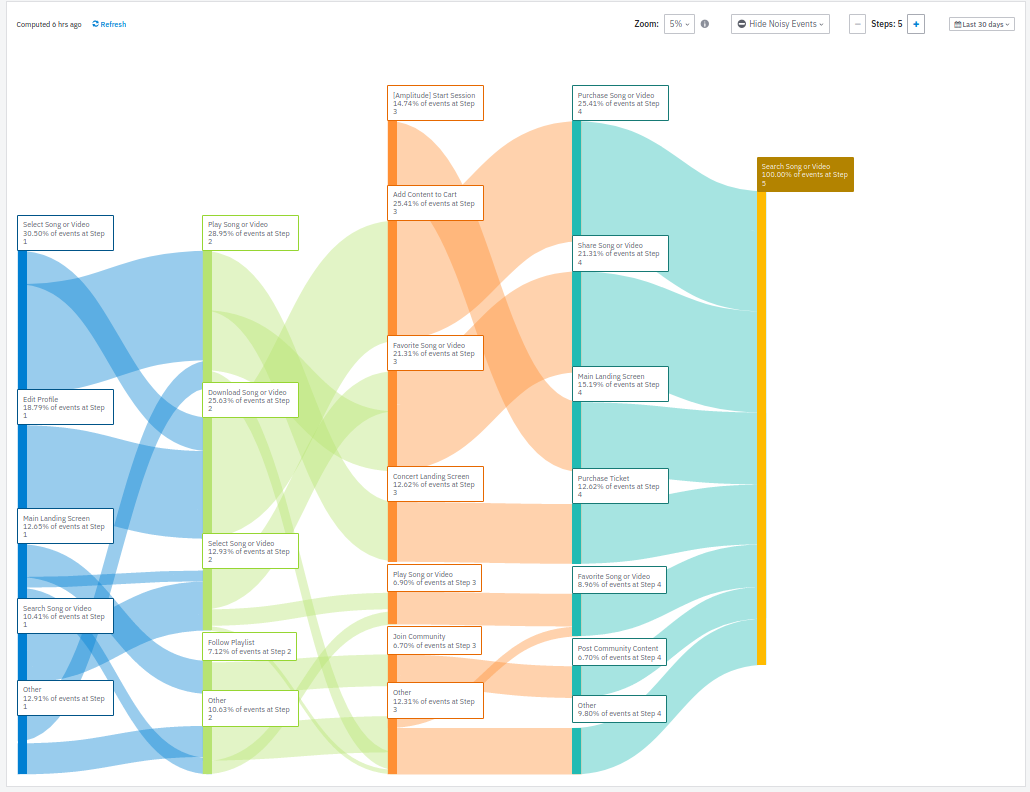 Computed 6 hrs ago
Refresh
Zoom:
5%
Hide Noisy Events
Steps: 5
Last 30 days
Select Song or Video
30.50% of events at Step
1
Edit Profile
18.79% of events at Step
1
Main Landing Screen
12.65% of events at Step
1
Search Song or Video
10.41% of events at Step
1
Other
12.91% of events at Step
1
Play Song or Video
28.95% of events at Step
2
Download Song or Video
25.63% of events at Step
2
Select Song or Video
12.93% of events at Step
2
Follow Playlist
7.12% of events at Step 2
Other
10.63% of events at Step
2
[Amplitude] Start Session
14.74% of events at Step
3
Add Content to Cart
25.41% of events at Step
3
Favorite Song or Video
21.31% of events at Step
3
Concert Landing Screen
12.62% of events at Step
3
Play Song or Video
6.90% of events at Step 3
Join Community
6.70% of events at Step 3
Other
12.31% of events at Step
3
Purchase Song or Video
25.41% of events at Step
4
Share Song or Video
21.31% of events at Step
4
Main Landing Screen
15.19% of events at Step
4
Purchase Ticket
12.62% of events at Step
4
Favorite Song or Video
8.96% of events at Step 4
Post Community Content
6.70% of events at Step 4
Other
9.80% of events at Step 4
Search Song or Video
100.00% of events at Step
5